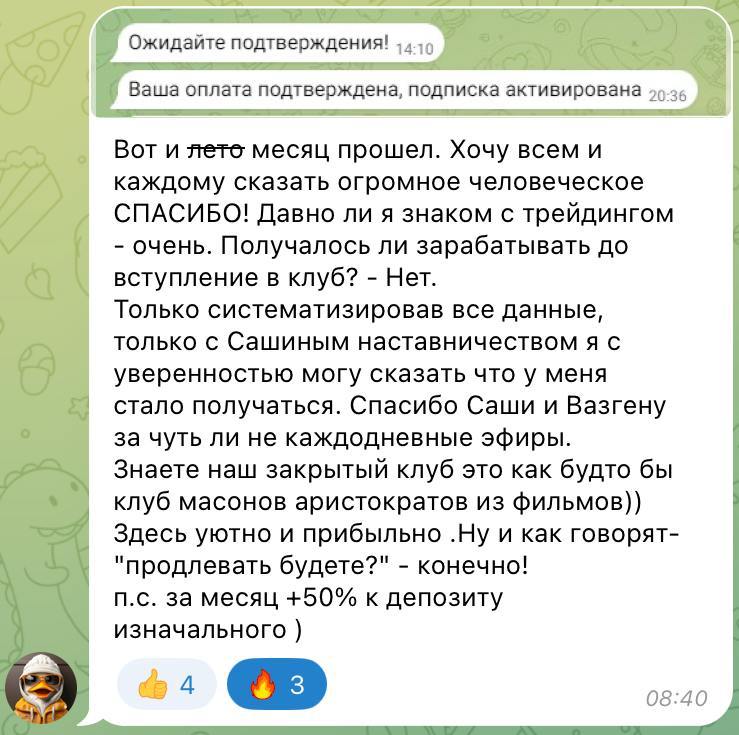 Ожидайте подтверждения! 14:10
Ваша оплата подтверждена, подписка активирована 20:36
Вот и лето месяц прошел. Хочу всем и
каждому сказать огромное человеческое
СПАСИБО! Давно ли я знаком с трейдингом
- очень. Получалось ли зарабатывать до
вступление в клуб? - Нет.
Только систематизировав все данные,
только с Сашиным наставничеством я с
уверенностью могу сказать что у меня
стало получаться. Спасибо Саши и Вазгену
за чуть ли не каждодневные эфиры.
Знаете наш закрытый клуб это как будто бы
клуб масонов аристократов из фильмов))
Здесь уютно и прибыльно .Ну и как говорят-
"продлевать будете?" - конечно!
п.с. за месяц +50% к депозиту
изначального )
👍 4 🔥 3 08:40